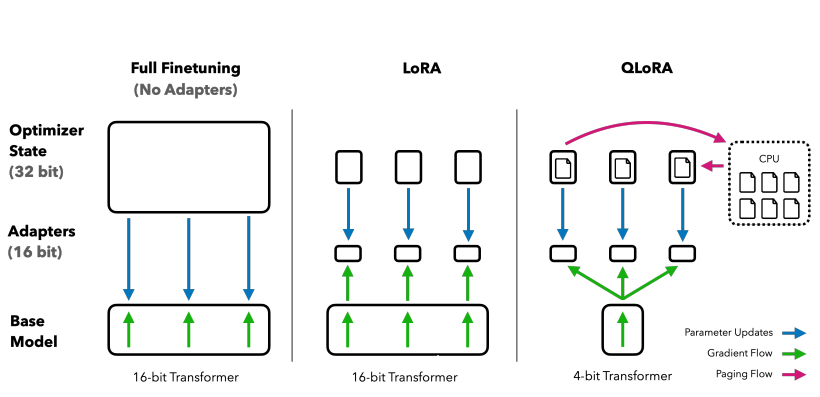 Full Finetuning
(No Adapters)
LoRA
QLoRA
Optimizer
State
(32 bit)
CPU
Adapters
(16 bit)
Base
Model
Parameter Updates
Gradient Flow
Paging Flow
16-bit Transformer
16-bit Transformer
4-bit Transformer